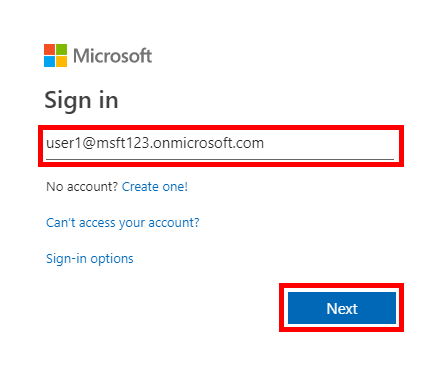 Microsoft
Sign in
user1@msft123.onmicrosoft.com
No account? Create one!
Can't access your account?
Sign-in options
Next